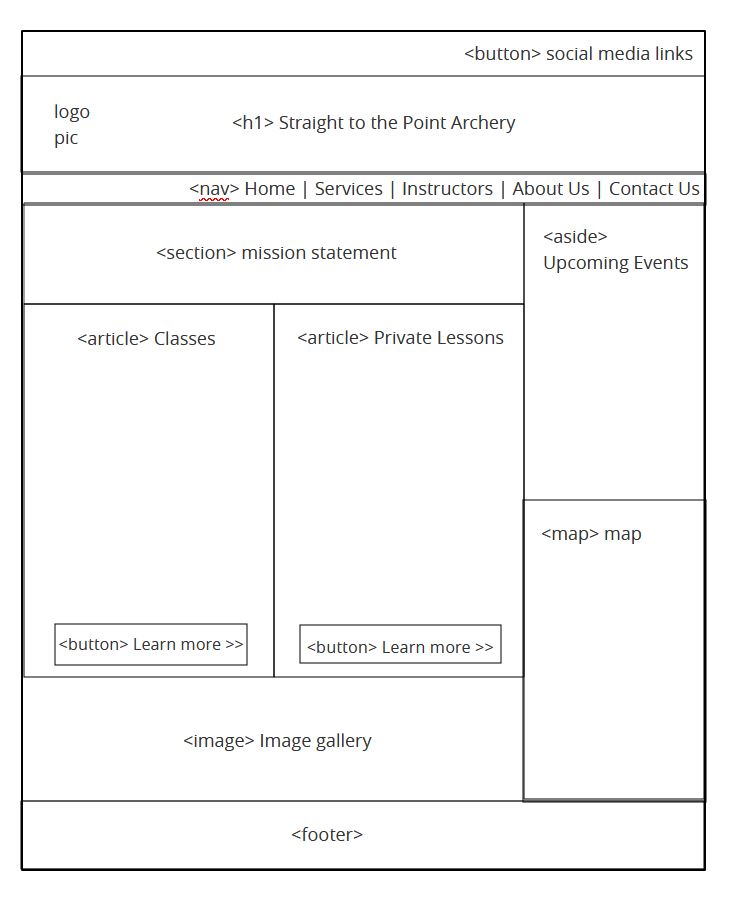 <button> social media links
logo
pic
<h1> Straight to the Point Archery
<nav> Home | Services | Instructors | About Us | Contact Us
<section> mission statement
<aside>
Upcoming Events
<article> Classes
<article> Private Lessons
<map> map
<button> Learn more >>
<button> Learn more >>
<image> Image gallery
<footer>